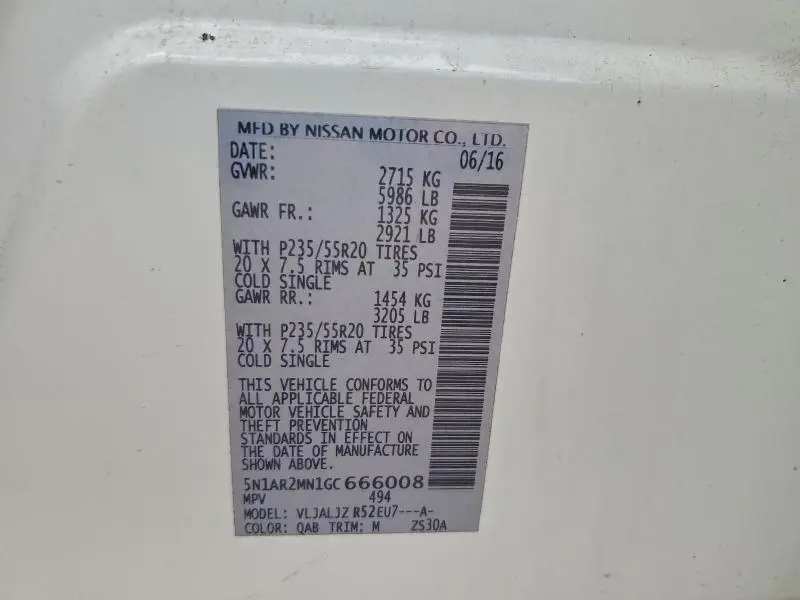 MFD BY NISSAN MOTOR CO., LTD.
DATE: 06/16
GVWR: 2715 KG
5986 LB
GAWR FR.: 1325 KG
2921 LB
WITH P235/55R20 TIRES
20 X 7.5 RIMS AT 35 PSI
COLD SINGLE
GAWR RR.: 1454 KG
3205 LB
WITH P235/55R20 TIRES
20 X 7.5 RIMS AT 35 PSI
COLD SINGLE
THIS VEHICLE CONFORMS TO
ALL APPLICABLE FEDERAL
MOTOR VEHICLE SAFETY AND
THEFT PREVENTION
STANDARDS IN EFFECT ON
THE DATE OF MANUFACTURE
SHOWN ABOVE.
5N1AR2MN1GC666008
MPV 494
MODEL: VLJALJZ R52EU7---A-
COLOR: QAB TRIM: M ZS30A